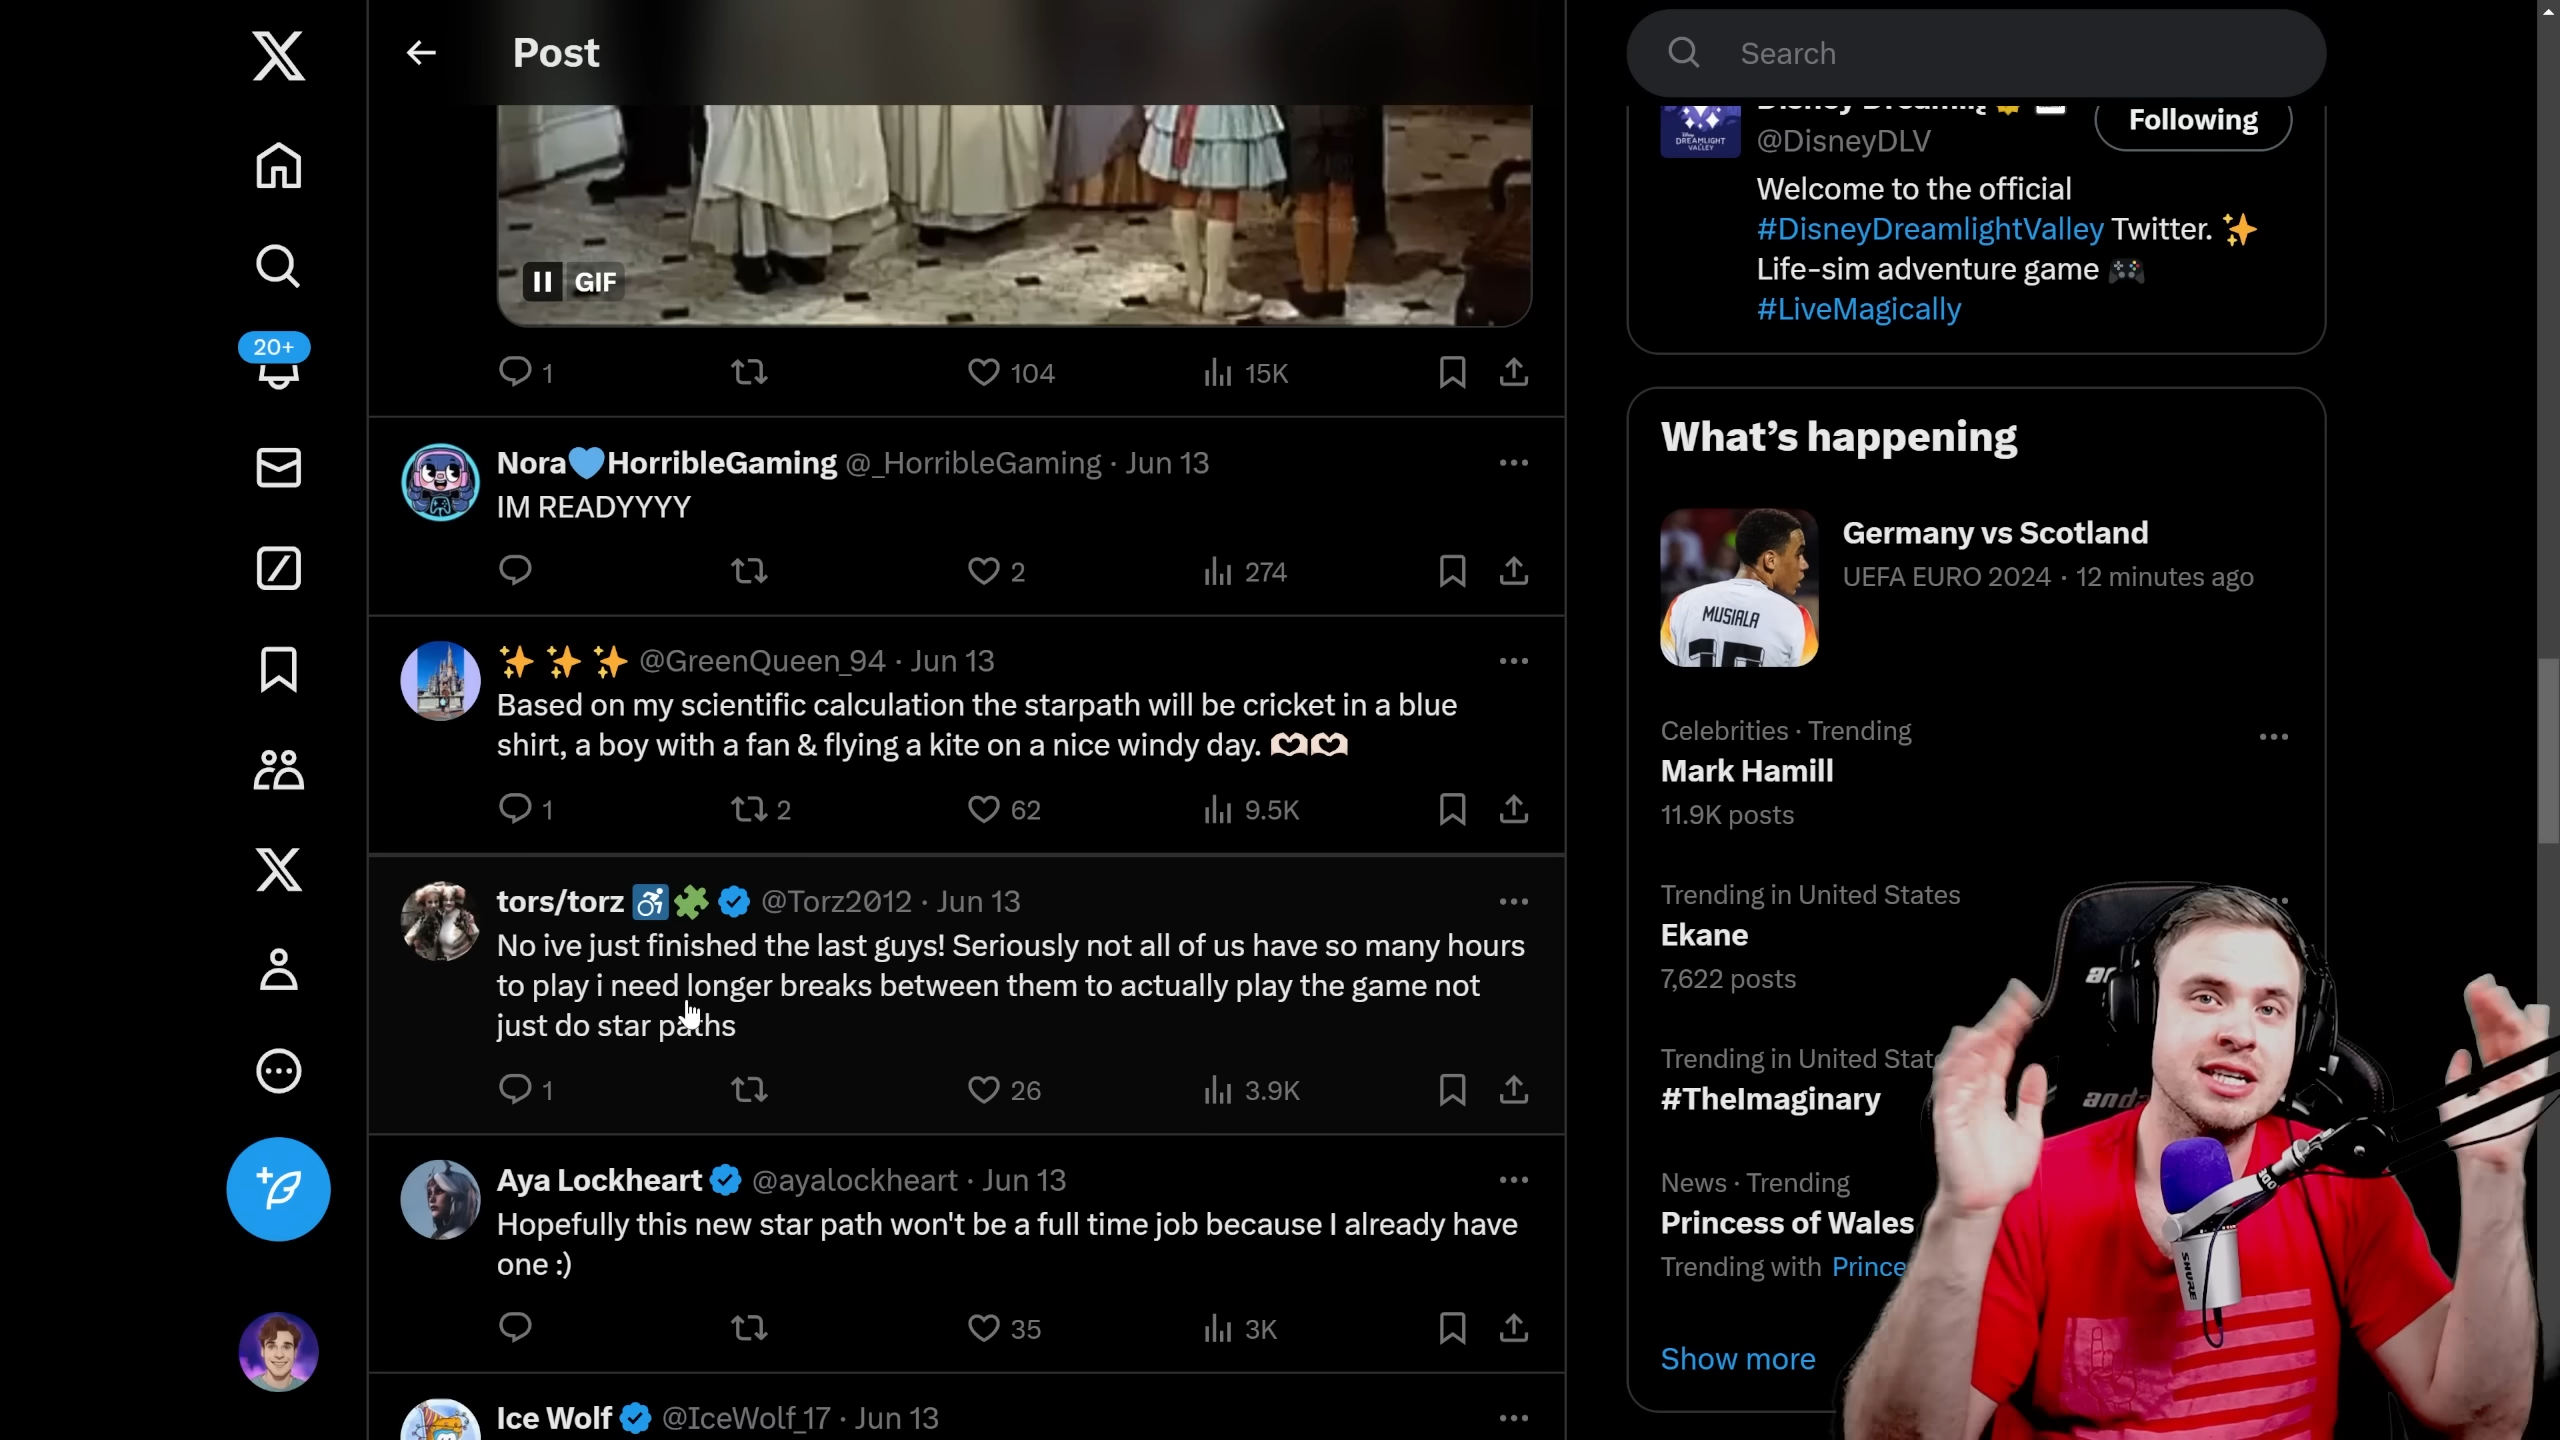 Post
GIF
1
104
15K
Nora HorribleGaming @_HorribleGaming · Jun 13
IM READYYYY
2
274
@GreenQueen_94 · Jun 13
Based on my scientific calculation the starpath will be cricket in a blue
shirt, a boy with a fan & flying a kite on a nice windy day.
1
2
62
9.5K
tors/torz @Torz2012 · Jun 13
No ive just finished the last guys! Seriously not all of us have so many hours
to play i need longer breaks between them to actually play the game not
just do star paths
1
26
3.9K
Aya Lockheart @ayalockheart · Jun 13
Hopefully this new star path won't be a full time job because I already have
one :)
35
3K
Ice Wolf @IceWolf_17 · Jun 13
20+
Search
DREAMLIGHT
VALLEY
@DisneyDLV
Following
Welcome to the official
#DisneyDreamlightValley Twitter.
Life-sim adventure game
#LiveMagically
What's happening
MUSIALA
Germany vs Scotland
UEFA EURO 2024 · 12 minutes ago
Celebrities · Trending
Mark Hamill
11.9K posts
Trending in United States
Ekane
7,622 posts
Trending in United
#TheImaginary
News · Trending
Princess of Wales
Trending with
Show more
SHURE